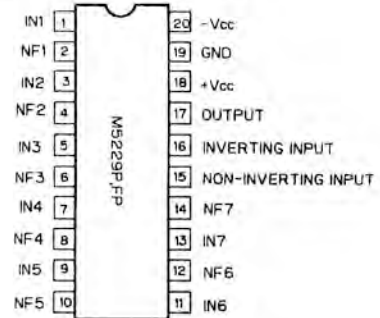 IN1 1 20 -Vcc
NF1 2 19 GND
IN2 3 18 +Vcc
NF2 4 17 OUTPUT
IN3 5 16 INVERTING INPUT
NF3 6 15 NON-INVERTING INPUT
IN4 7 14 NF7
NF4 8 13 IN7
IN5 9 12 NF6
NF5 10 11 IN6
M5229P,FP